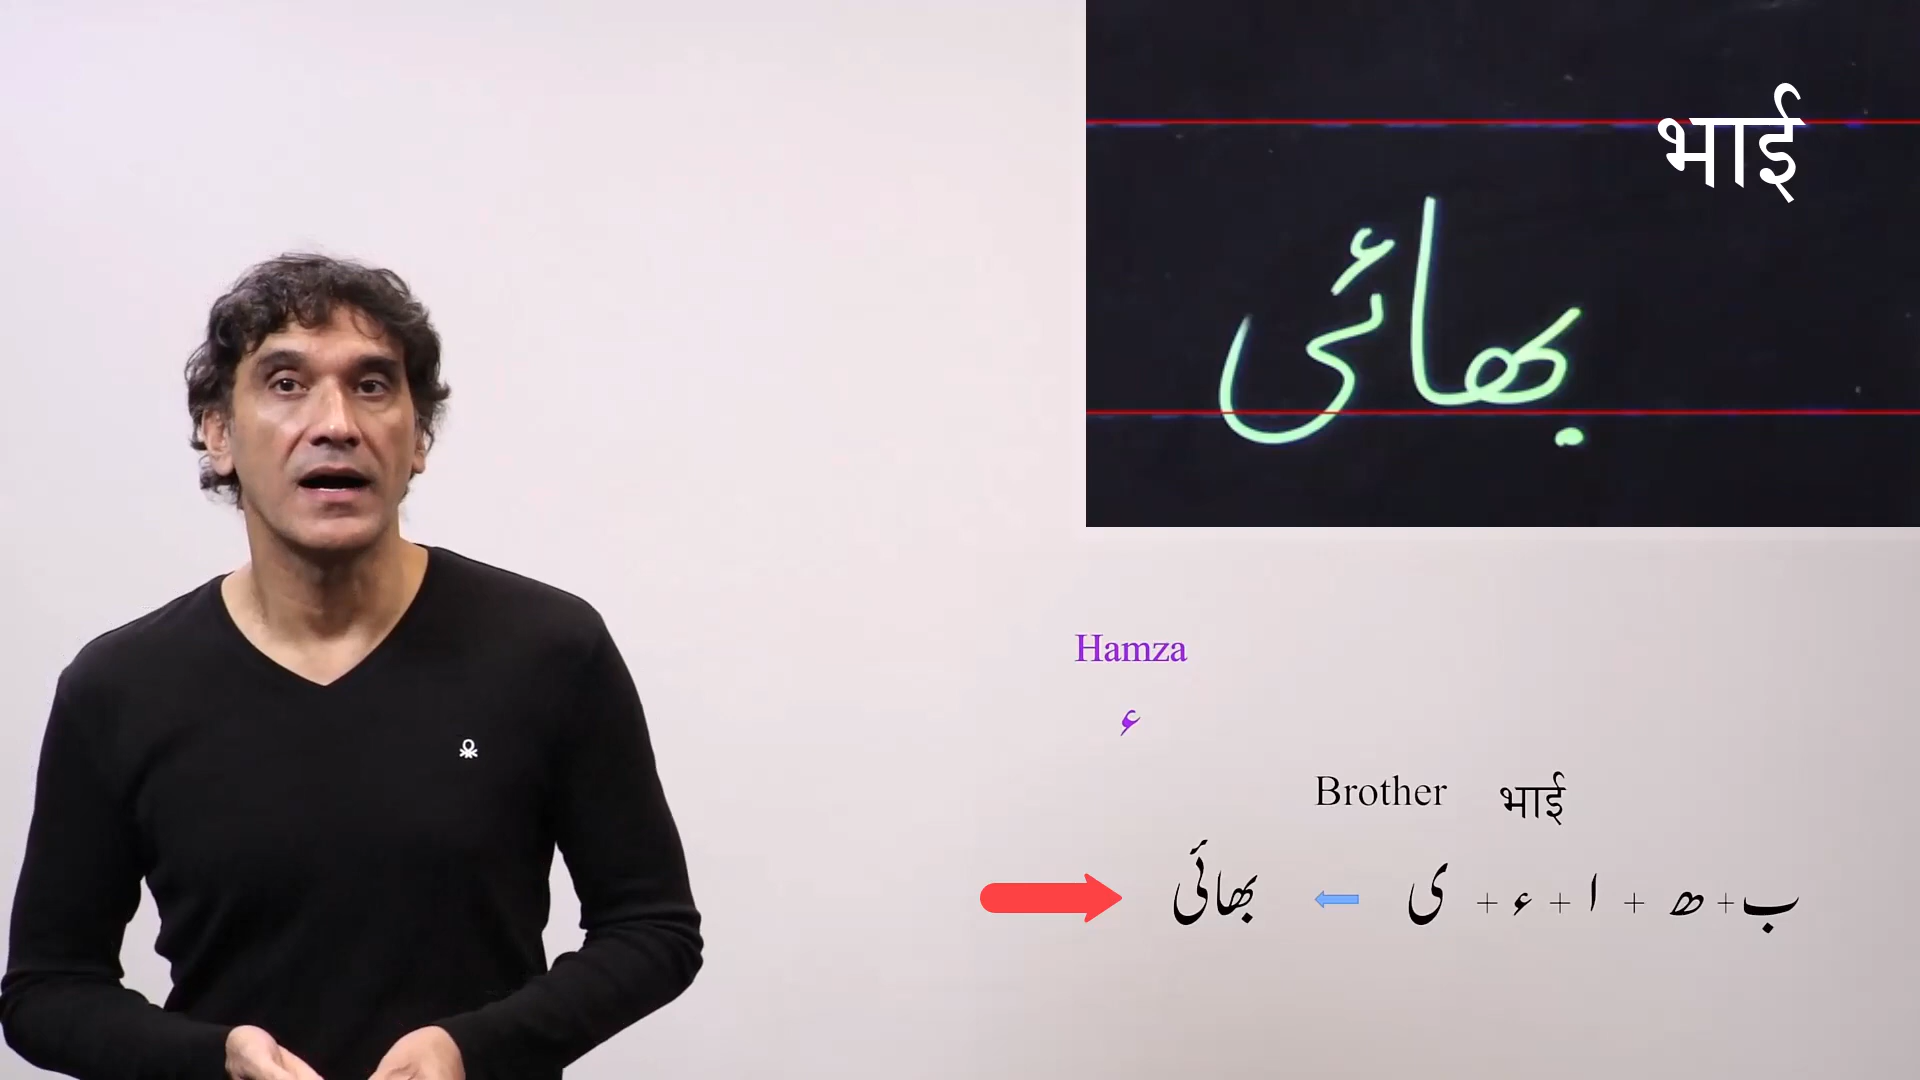 भाई
بھائی
Hamza
ء
Brother भाई
ب + ھ + ا + ء + ی بھائی